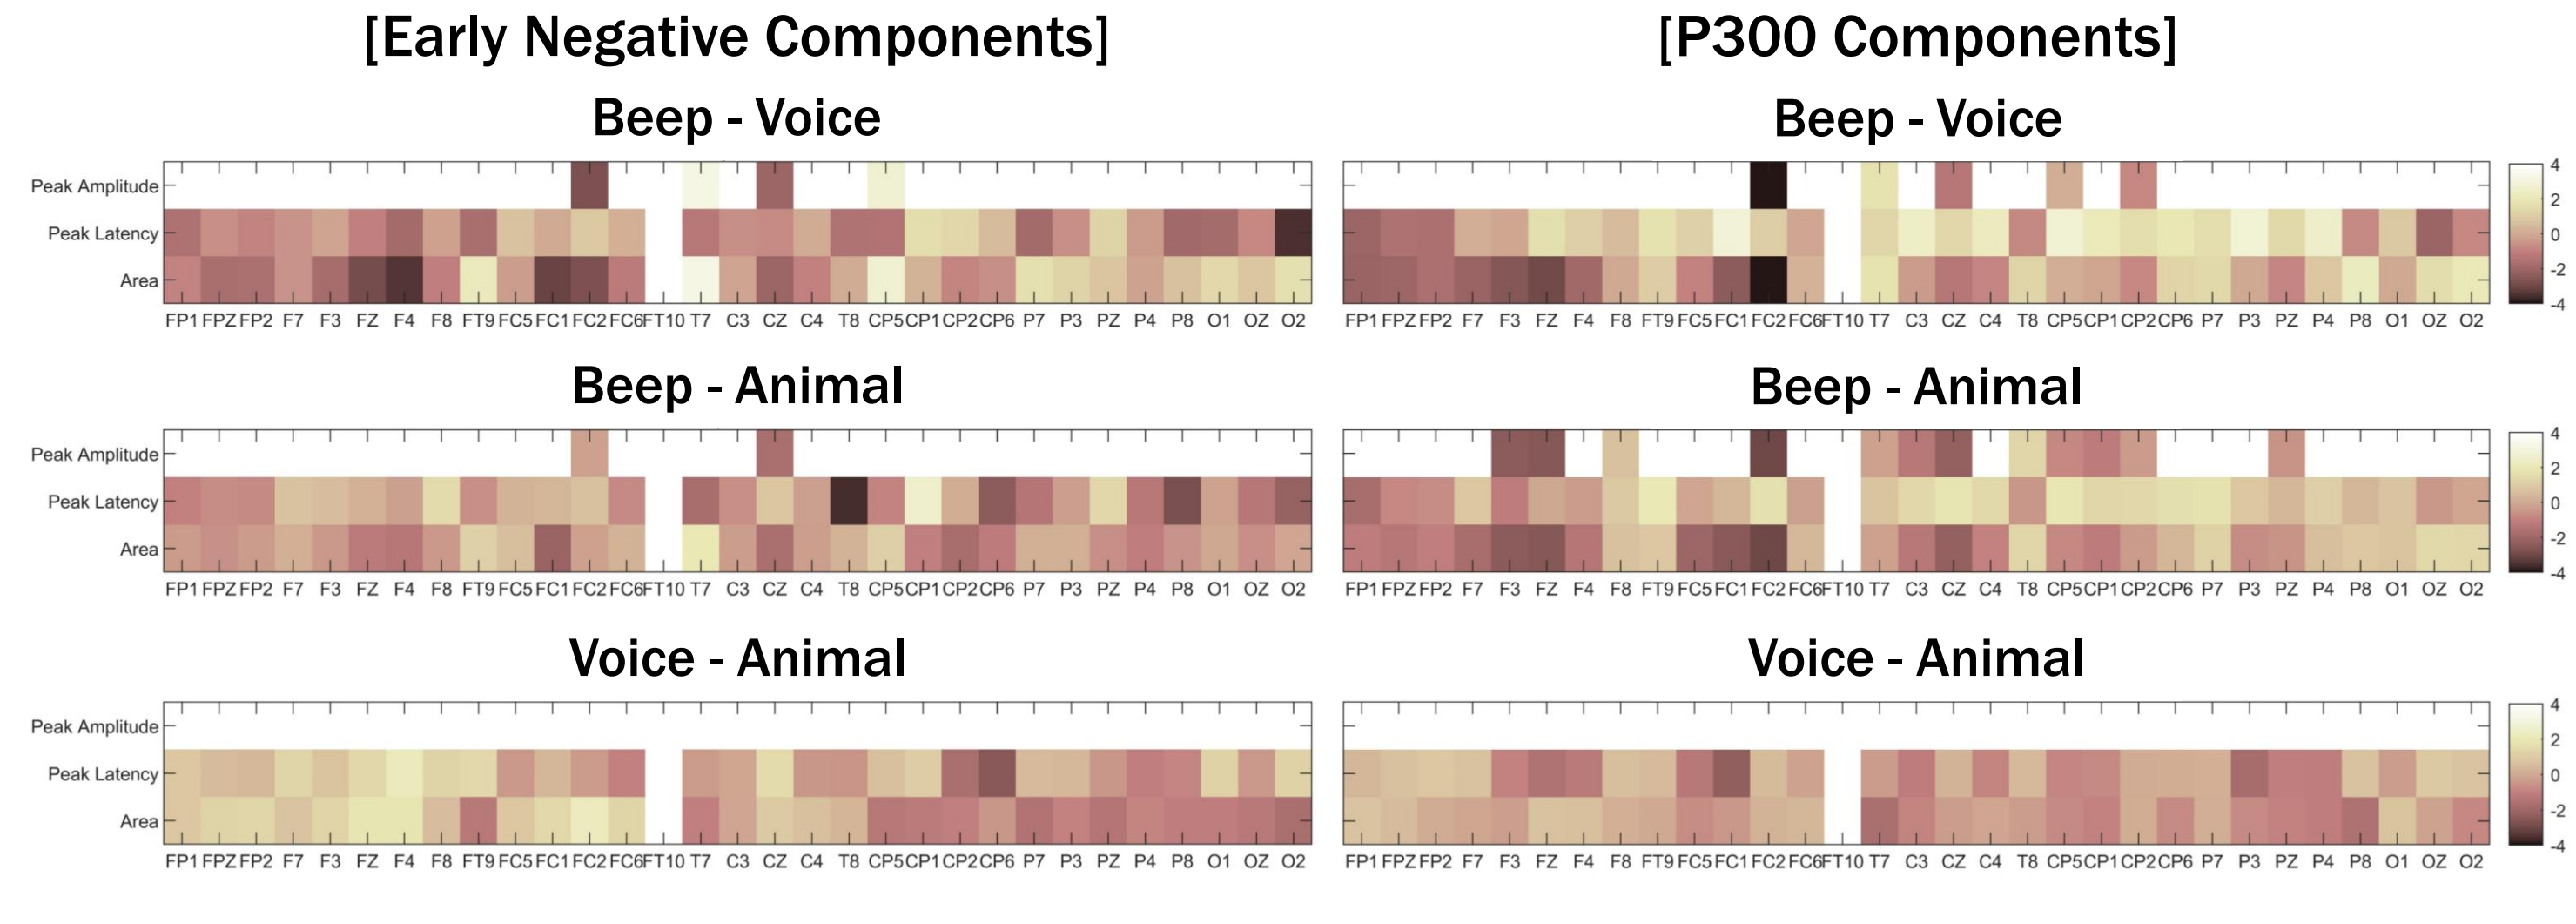 [Early Negative Components]
[P300 Components]
Beep - Voice
Beep - Voice
Peak Amplitude
Peak Latency
Area
FP1 FPZ FP2 F7 F3 FZ F4 F8 FT9 FC5 FC1 FC2 FC6 FT10 T7 C3 CZ C4 T8 CP5 CP1 CP2 CP6 P7 P3 PZ P4 P8 O1 OZ O2
FP1 FPZ FP2 F7 F3 FZ F4 F8 FT9 FC5 FC1 FC2 FC6 FT10 T7 C3 CZ C4 T8 CP5 CP1 CP2 CP6 P7 P3 PZ P4 P8 O1 OZ O2
4
2
0
-2
-4
Beep - Animal
Beep - Animal
Peak Amplitude
Peak Latency
Area
FP1 FPZ FP2 F7 F3 FZ F4 F8 FT9 FC5 FC1 FC2 FC6 FT10 T7 C3 CZ C4 T8 CP5 CP1 CP2 CP6 P7 P3 PZ P4 P8 O1 OZ O2
FP1 FPZ FP2 F7 F3 FZ F4 F8 FT9 FC5 FC1 FC2 FC6 FT10 T7 C3 CZ C4 T8 CP5 CP1 CP2 CP6 P7 P3 PZ P4 P8 O1 OZ O2
4
2
0
-2
-4
Voice - Animal
Voice - Animal
Peak Amplitude
Peak Latency
Area
FP1 FPZ FP2 F7 F3 FZ F4 F8 FT9 FC5 FC1 FC2 FC6 FT10 T7 C3 CZ C4 T8 CP5 CP1 CP2 CP6 P7 P3 PZ P4 P8 O1 OZ O2
FP1 FPZ FP2 F7 F3 FZ F4 F8 FT9 FC5 FC1 FC2 FC6 FT10 T7 C3 CZ C4 T8 CP5 CP1 CP2 CP6 P7 P3 PZ P4 P8 O1 OZ O2
4
2
0
-2
-4